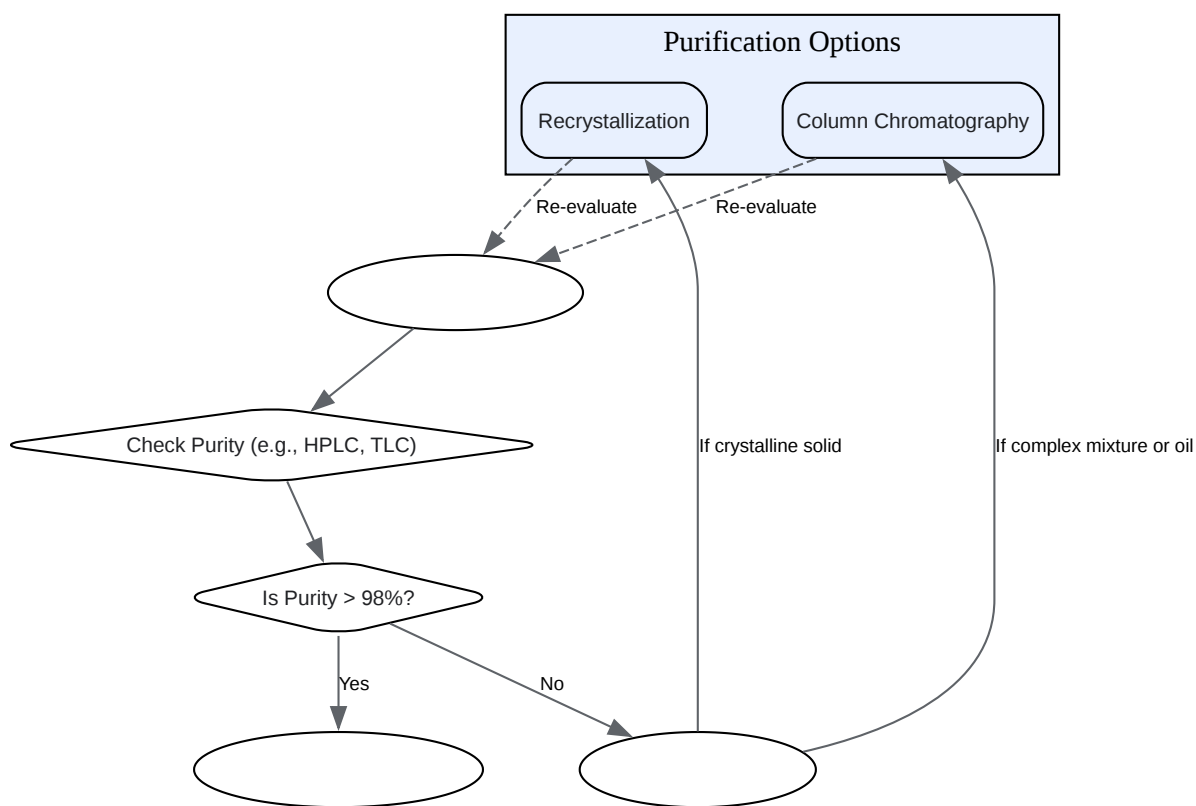 Purification Options
Recrystallization
Column Chromatography
Re-evaluate
Re-evaluate
Check Purity (e.g., HPLC, TLC)
If crystalline solid
If complex mixture or oil
Is Purity > 98%?
Yes
No